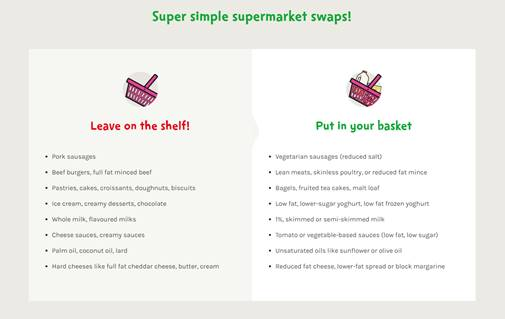 Super simple supermarket swaps!
Leave on the shelf!
Pork sausages
Beef burgers, full fat minced beef
Pastries, cakes, croissants, doughnuts, biscuits
Ice cream, creamy desserts, chocolate
Whole milk, flavoured milks
Cheese sauces, creamy sauces
Palm oil, coconut oil, lard
Hard cheeses like full fat cheddar cheese, butter, cream
Put in your basket
Vegetarian sausages (reduced salt)
Lean meats, skinless poultry, or reduced fat mince
Bagels, fruited tea cakes, malt loaf
Low fat, lower-sugar yoghurt, low fat frozen yoghurt
1%, skimmed or semi-skimmed milk
Tomato or vegetable-based sauces (low fat, low sugar)
Unsaturated oils like sunflower or olive oil
Reduced fat cheese, lower-fat spread or block margarine